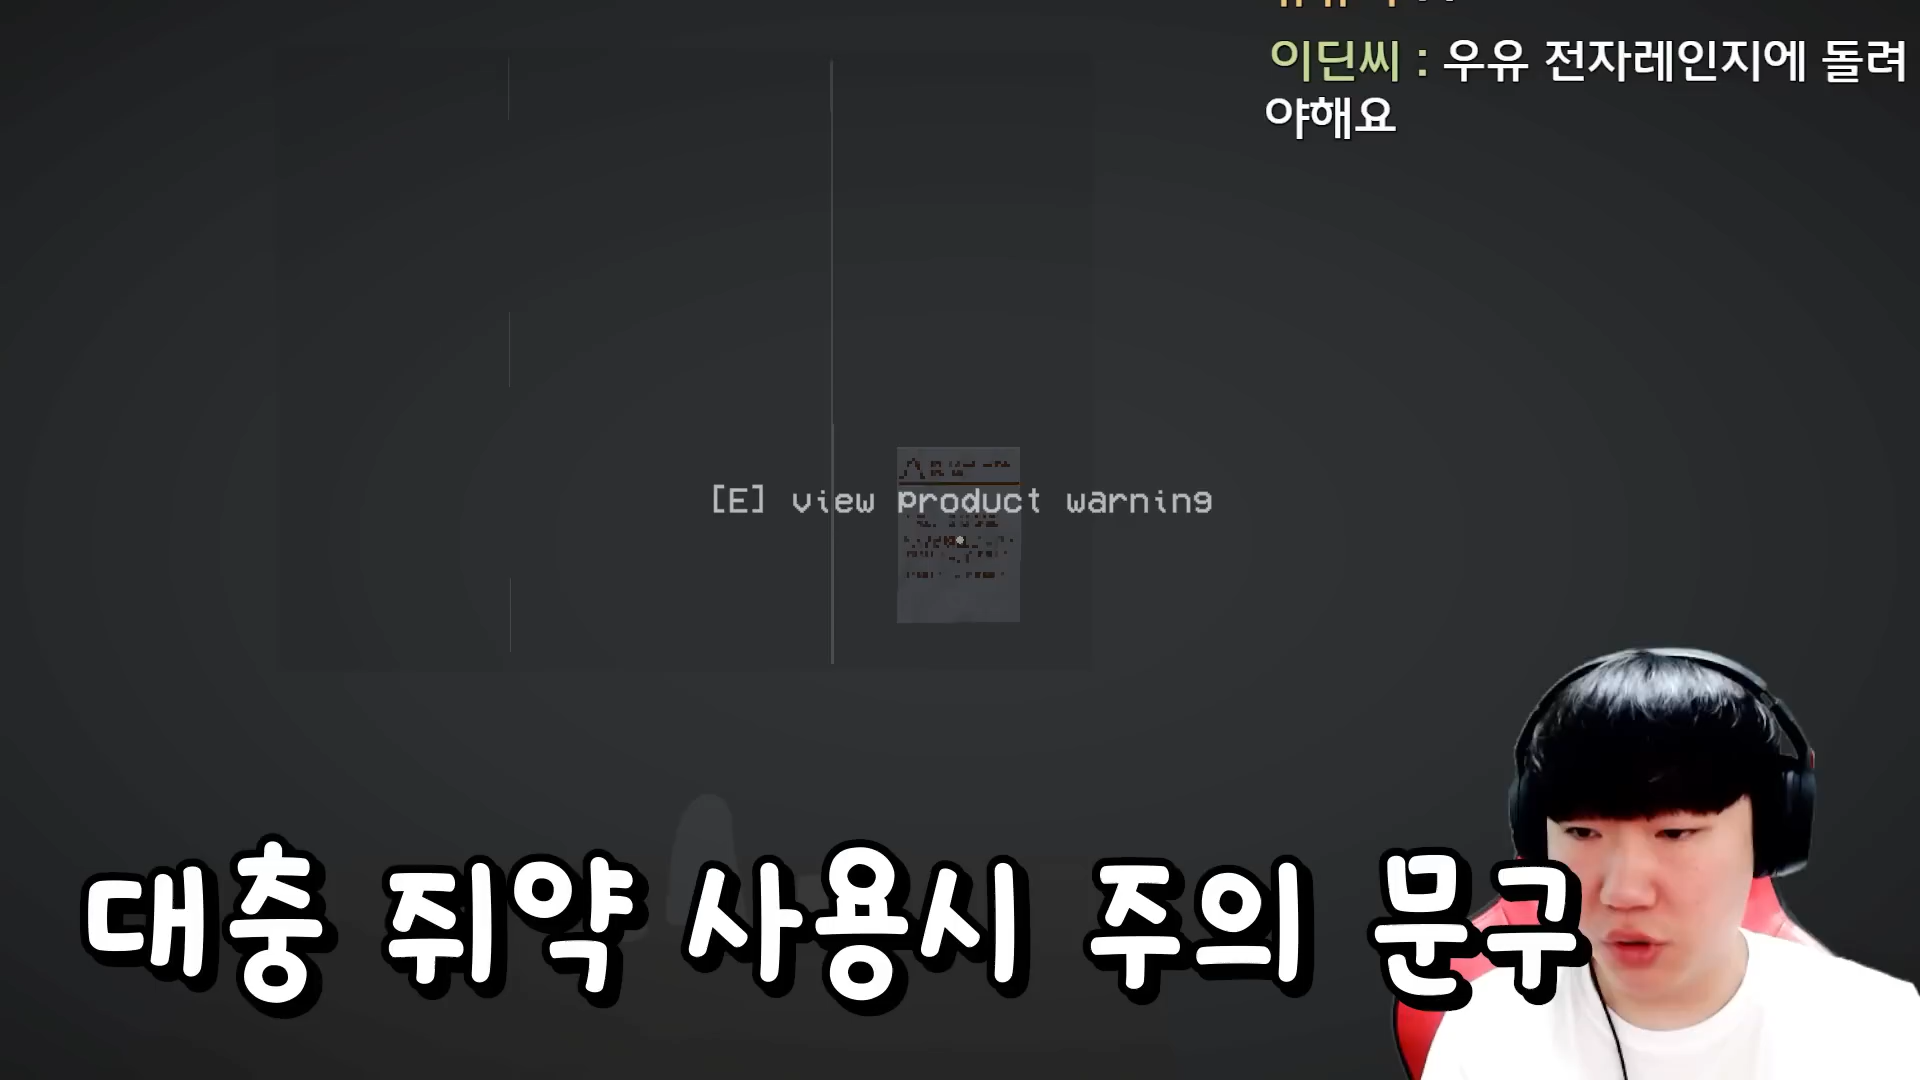 이딘씨 : 우유 전자레인지에 돌려
야해요
[E] view product warning
대충 쥐약 사용시 주의 문구